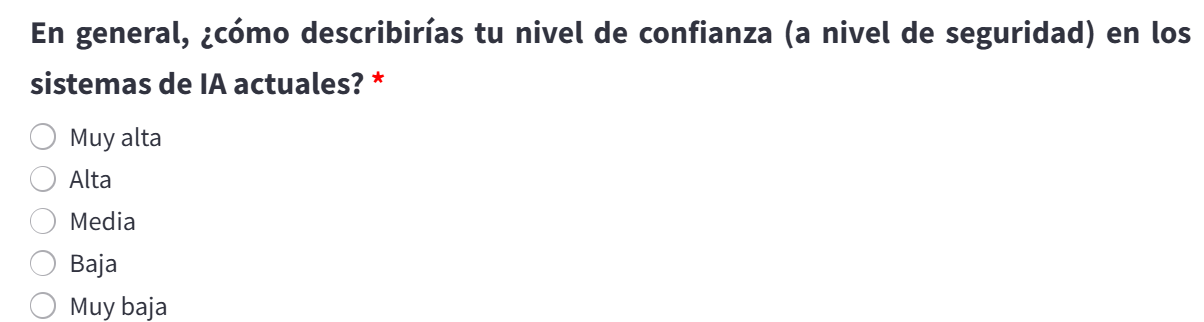 En general, ¿cómo describirías tu nivel de confianza (a nivel de seguridad) en los
sistemas de IA actuales? *
Muy alta
Alta
Media
Baja
Muy baja